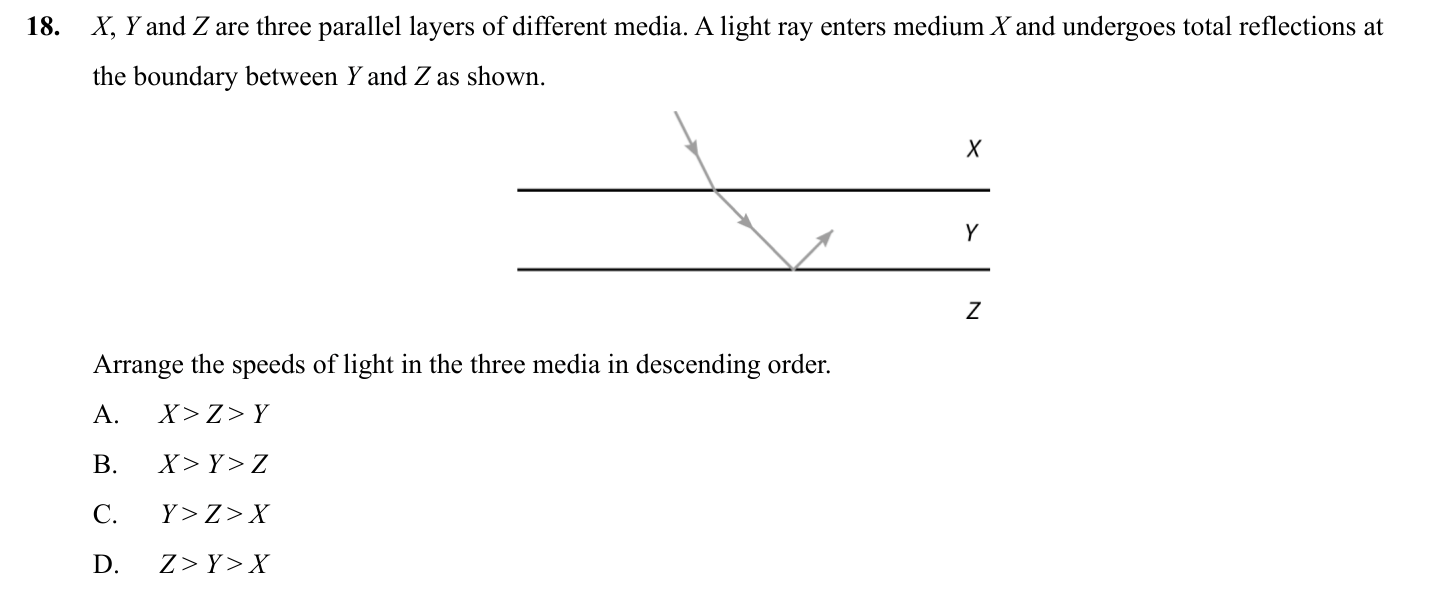 18. X, Y and Z are three parallel layers of different media. A light ray enters medium X and undergoes total reflections at
the boundary between Y and Z as shown.
X
Y
Z
Arrange the speeds of light in the three media in descending order.
A. X > Z > Y
B. X > Y > Z
C. Y > Z > X
D. Z > Y > X